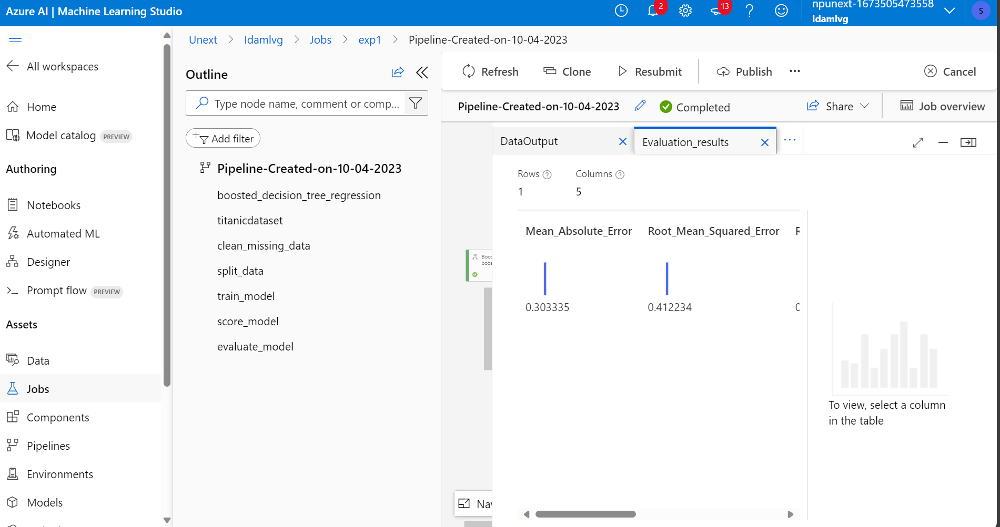 Azure AI | Machine Learning Studio
2
13
npunext-1673505473558
Idamlvg
S
All workspaces
Home
Model catalog PREVIEW
Authoring
Notebooks
Automated ML
Designer
Prompt flow PREVIEW
Assets
Data
Jobs
Components
Pipelines
Environments
Models
Unext > Idamlvg > Jobs > exp1 > Pipeline-Created-on-10-04-2023
Outline
Type node name, comment or comp...
Add filter
Pipeline-Created-on-10-04-2023
boosted_decision_tree_regression
titanicdataset
clean_missing_data
split_data
train_model
score_model
evaluate_model
Refresh
Clone
Resubmit
Publish
Cancel
Pipeline-Created-on-10-04-2023
Completed
Share
Job overview
DataOutput
Evaluation_results
Rows
1
Columns
5
Mean_Absolute_Error
Root_Mean_Squared_Error
R
0.303335
0.412234
0
Boos
boos
Nav
To view, select a column
in the table